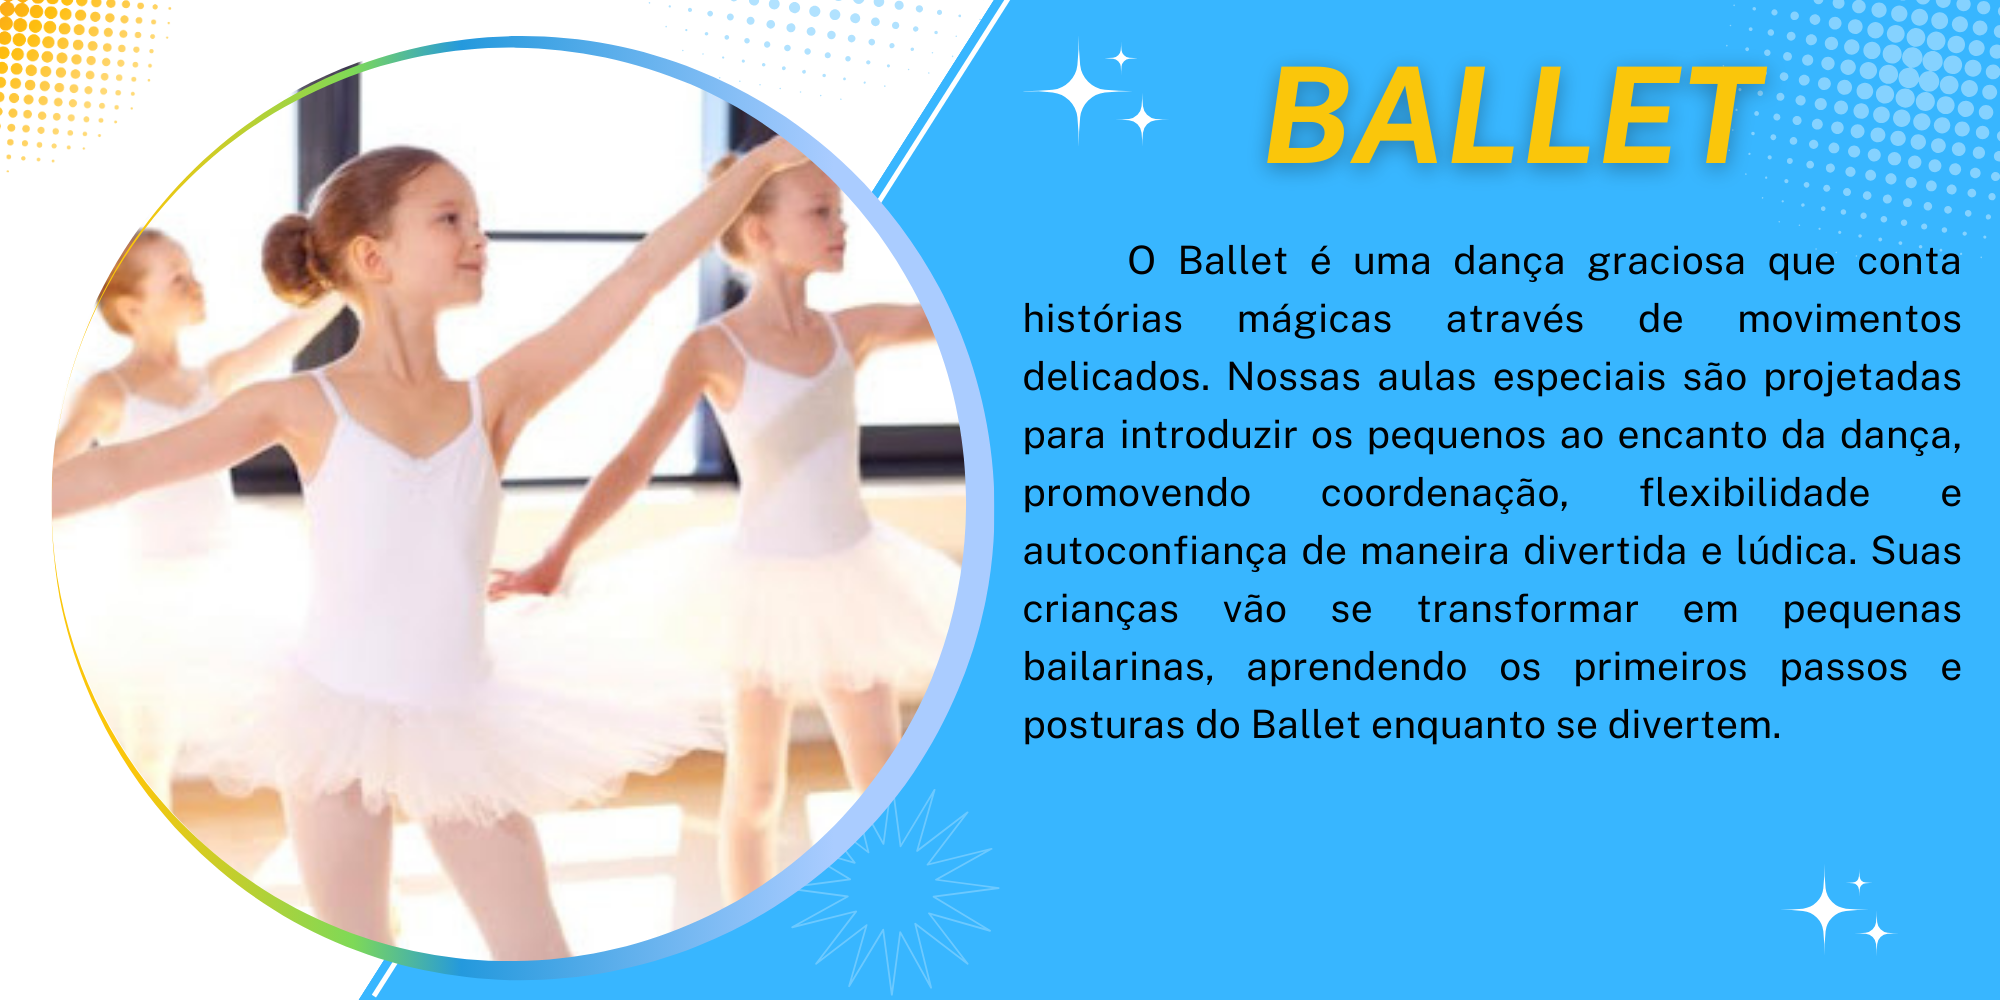 BALLET
O Ballet é uma dança graciosa que conta
histórias mágicas através de movimentos
delicados. Nossas aulas especiais são projetadas
para introduzir os pequenos ao encanto da dança,
promovendo coordenação, flexibilidade e
autoconfiança de maneira divertida e lúdica. Suas
crianças vão se transformar em pequenas
bailarinas, aprendendo os primeiros passos e
posturas do Ballet enquanto se divertem.